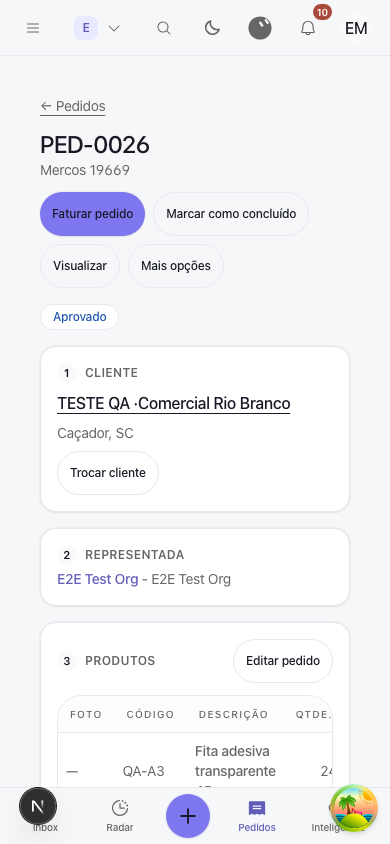 E
10
EM
← Pedidos
PED-0026
Mercos 19669
Faturar pedido
Marcar como concluído
Visualizar
Mais opções
Aprovado
1 CLIENTE
TESTE QA ·Comercial Rio Branco
Caçador, SC
Trocar cliente
2 REPRESENTADA
E2E Test Org - E2E Test Org
3 PRODUTOS
Editar pedido
FOTO CÓDIGO DESCRIÇÃO QTDE.
— QA-A3 Fita adesiva
transparente
24
N
Inbox Radar + Pedidos